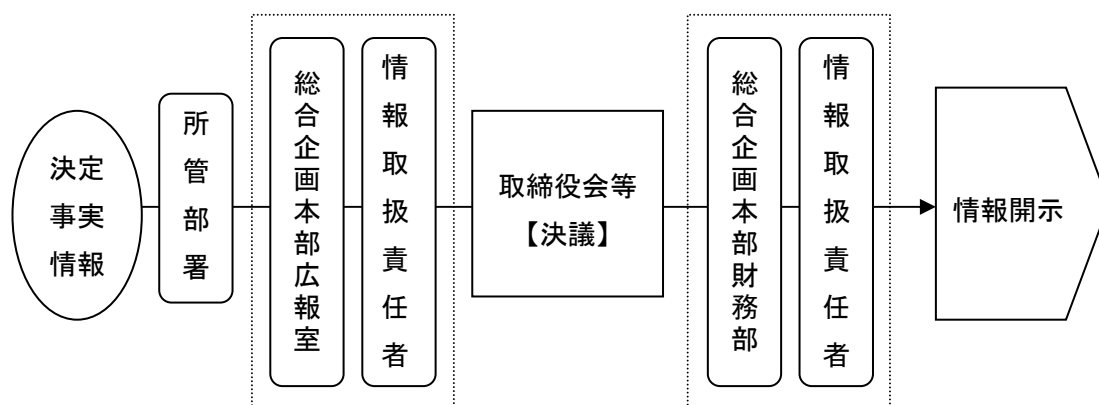 決定
事実
情報
所管部署
総合企画本部広報室
情報取扱責任者
取締役会等
【決議】
総合企画本部財務部
情報取扱責任者
情報開示